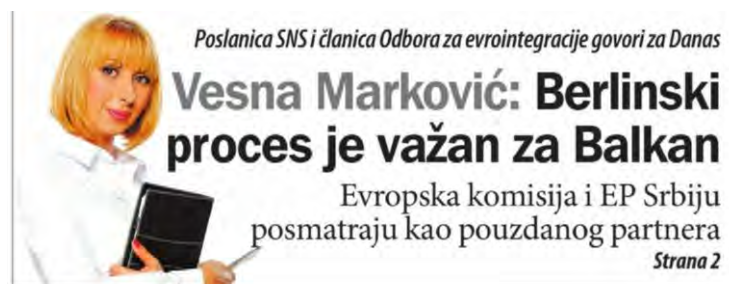 Poslanica SNS i članica Odbora za evrointegracije govori za Danas
Vesna Marković: Berlinski
proces je važan za Balkan
Evropska komisija i EP Srbiju
posmatraju kao pouzdanog partnera
Strana 2